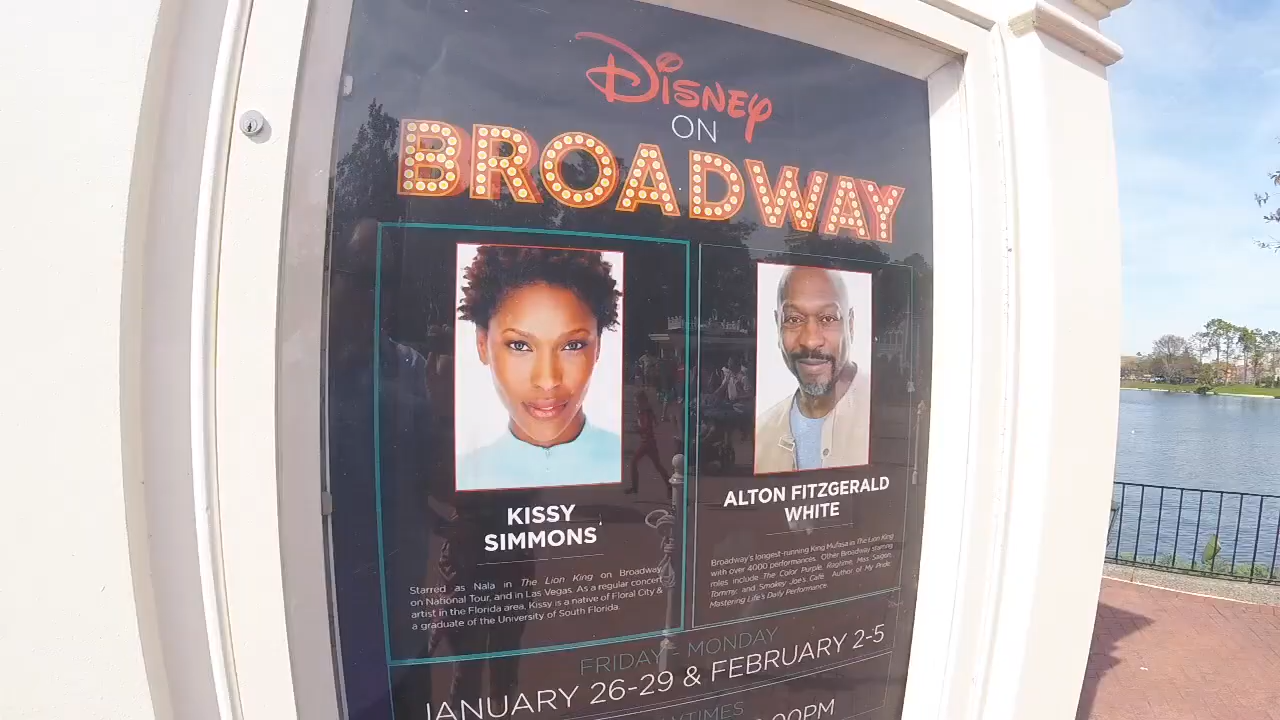 Disney
ON
BROADWAY
KISSY
SIMMONS
Starred as Nala in The Lion King on Broadway,
on National Tour, and in Las Vegas. As a regular concert
artist in the Florida area, Kissy is a native of Floral City &
a graduate of the University of South Florida.
ALTON FITZGERALD
WHITE
Broadway's longest-running King Mufasa in The Lion King
with over 4000 performances. Other Broadway starring
roles include The Color Purple, Ragtime, Miss Saigon,
Tommy, and Smokey Joe's Café. Author of My Pride:
Mastering Life's Daily Performance.
FRIDAY - MONDAY
JANUARY 26-29 & FEBRUARY 2-5